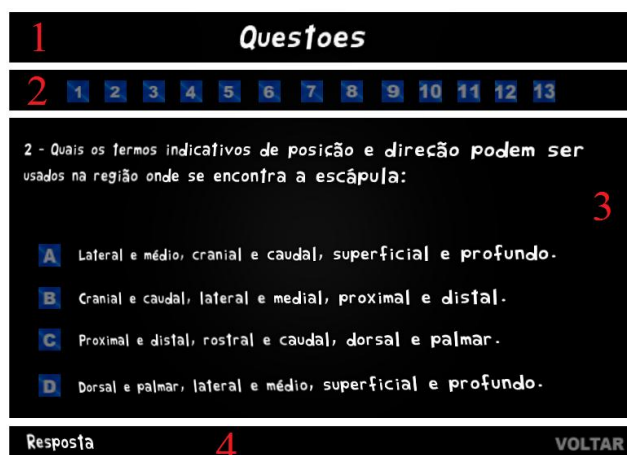 1 Questoes
2 1 2 3 4 5 6 7 8 9 10 11 12 13
2 - Quais os termos indicativos de posição e direção podem ser
usados na região onde se encontra a escápula:
3
A Lateral e médio, cranial e caudal, superficial e profundo.
B Cranial e caudal, lateral e medial, proximal e distal.
C Proximal e distal, rostral e caudal, dorsal e palmar.
D Dorsal e palmar, lateral e médio, superficial e profundo.
Resposta 4 VOLTAR